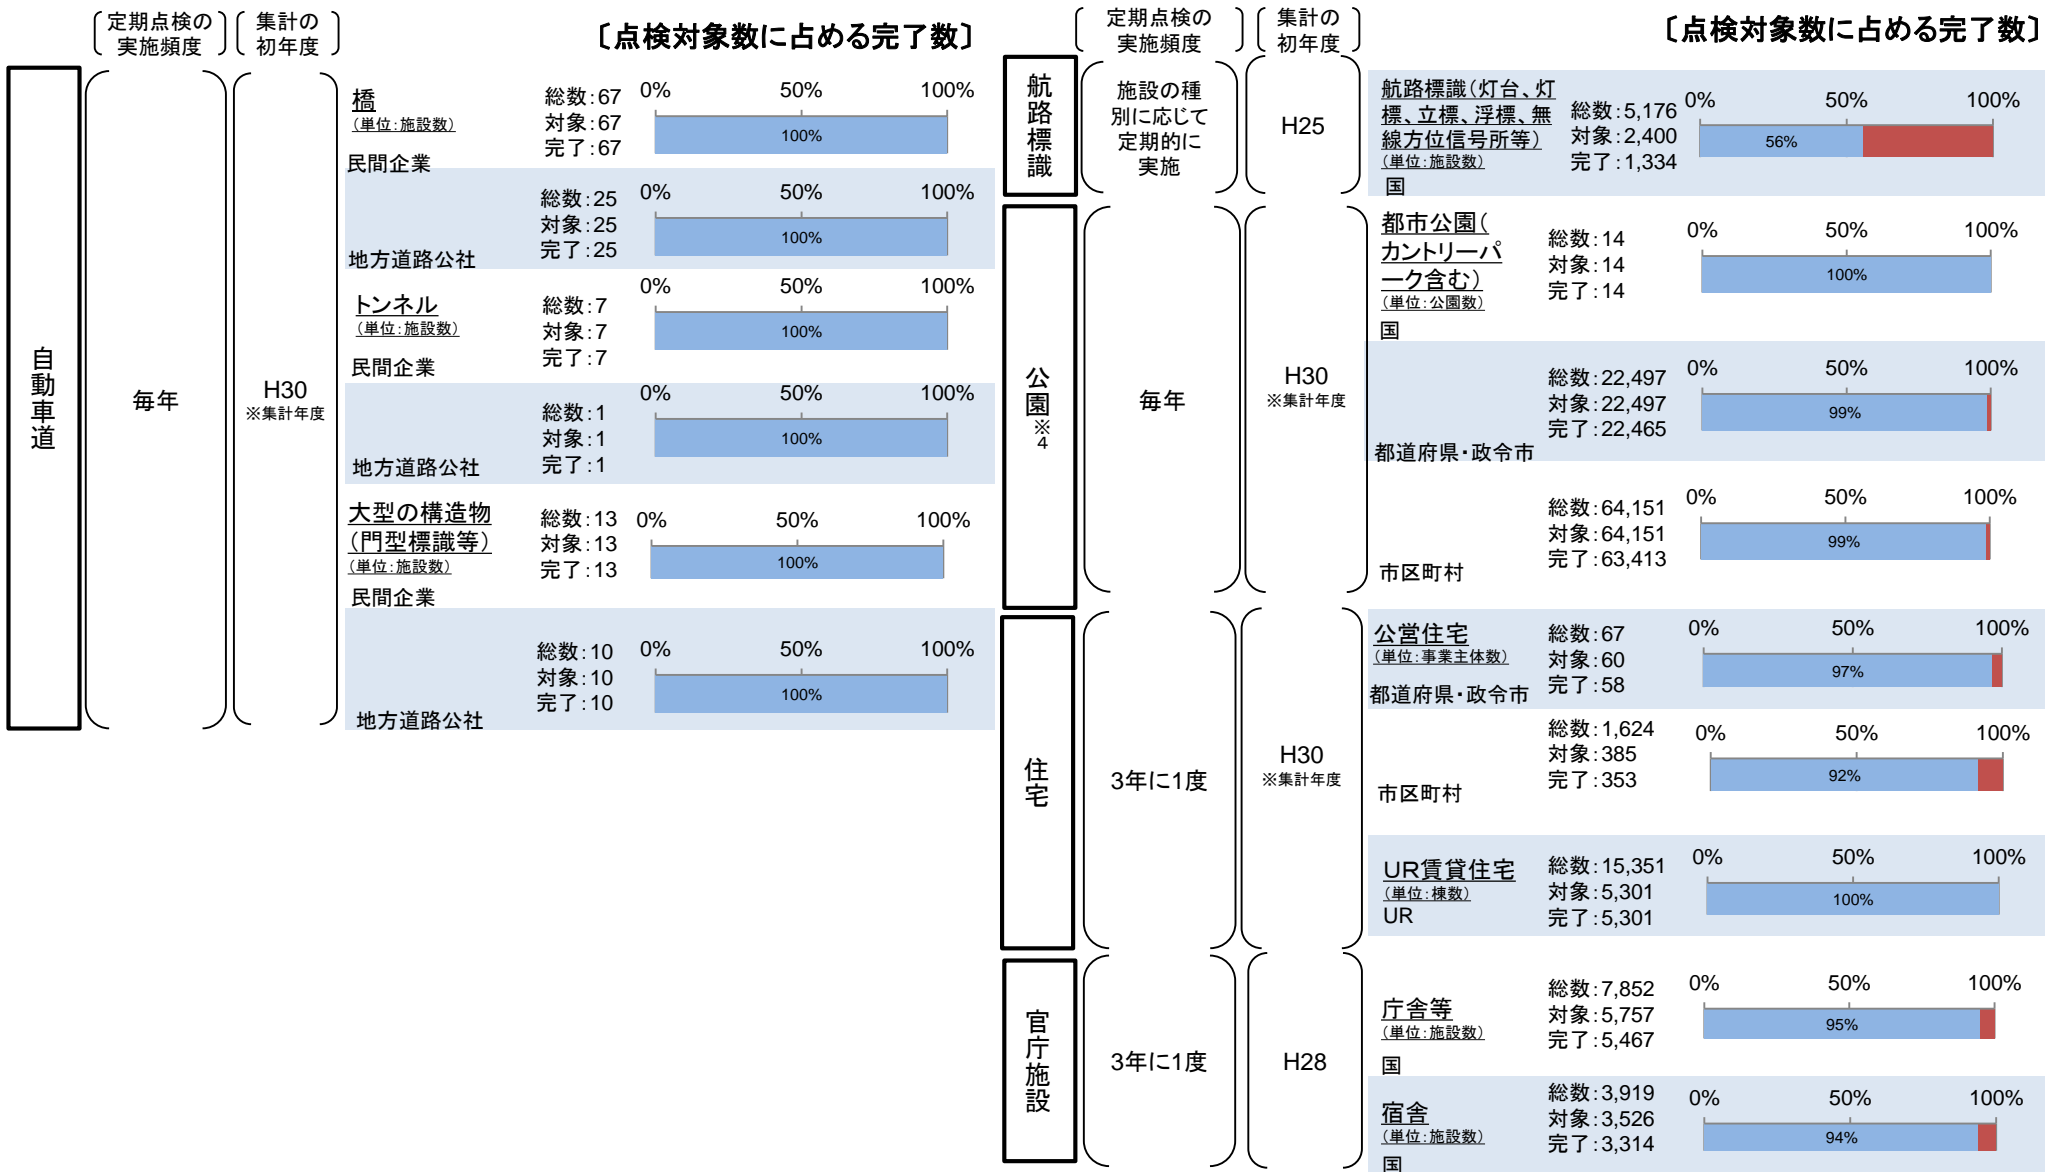 定期点検の
実施頻度
集計の
初年度
〔点検対象数に占める完了数〕
自動車道
毎年
H30
※集計年度
橋
(単位:施設数)
民間企業
総数:67
対象:67
完了:67
0% 50% 100%
100%
地方道路公社
総数:25
対象:25
完了:25
0% 50% 100%
100%
トンネル
(単位:施設数)
民間企業
総数:7
対象:7
完了:7
0% 50% 100%
100%
地方道路公社
総数:1
対象:1
完了:1
0% 50% 100%
100%
大型の構造物
(門型標識等)
(単位:施設数)
民間企業
総数:13
対象:13
完了:13
0% 50% 100%
100%
地方道路公社
総数:10
対象:10
完了:10
0% 50% 100%
100%
定期点検の
実施頻度
集計の
初年度
〔点検対象数に占める完了数〕
航路標識
施設の種
別に応じて
定期的に
実施
H25
航路標識(灯台、灯
標、立標、浮標、無
線方位信号所等)
(単位:施設数)
国
総数:5,176
対象:2,400
完了:1,334
0% 50% 100%
56%
公園※4
毎年
H30
※集計年度
都市公園(
カントリーパ
ーク含む)
(単位:公園数)
国
総数:14
対象:14
完了:14
0% 50% 100%
100%
都道府県・政令市
総数:22,497
対象:22,497
完了:22,465
0% 50% 100%
99%
市区町村
総数:64,151
対象:64,151
完了:63,413
0% 50% 100%
99%
住宅
3年に1度
H30
※集計年度
公営住宅
(単位:事業主体数)
都道府県・政令市
総数:67
対象:60
完了:58
0% 50% 100%
97%
市区町村
総数:1,624
対象:385
完了:353
0% 50% 100%
92%
UR賃貸住宅
(単位:棟数)
UR
総数:15,351
対象:5,301
完了:5,301
0% 50% 100%
100%
官庁施設
3年に1度
H28
庁舎等
(単位:施設数)
国
総数:7,852
対象:5,757
完了:5,467
0% 50% 100%
95%
宿舎
(単位:施設数)
国
総数:3,919
対象:3,526
完了:3,314
0% 50% 100%
94%